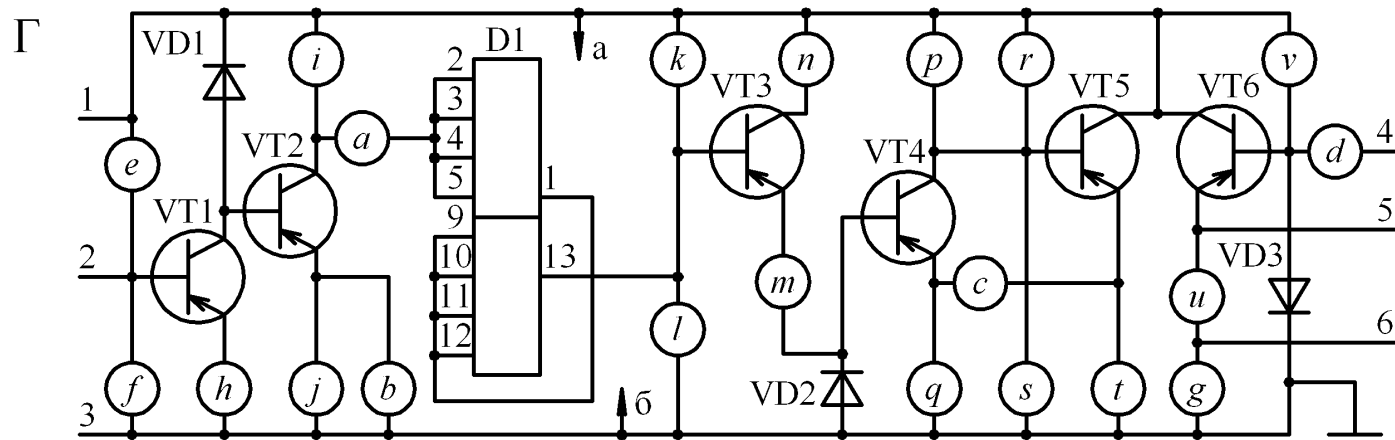 Г
VD1
i
D1
а
k
n
p
r
v
2
3
4
5
1
VT3
VT5
VT6
1
e
VT2
a
VT4
d
4
VT1
9
10
11
12
13
5
2
m
c
u
VD3
l
6
f
h
j
b
VD2
q
s
t
g
3
б